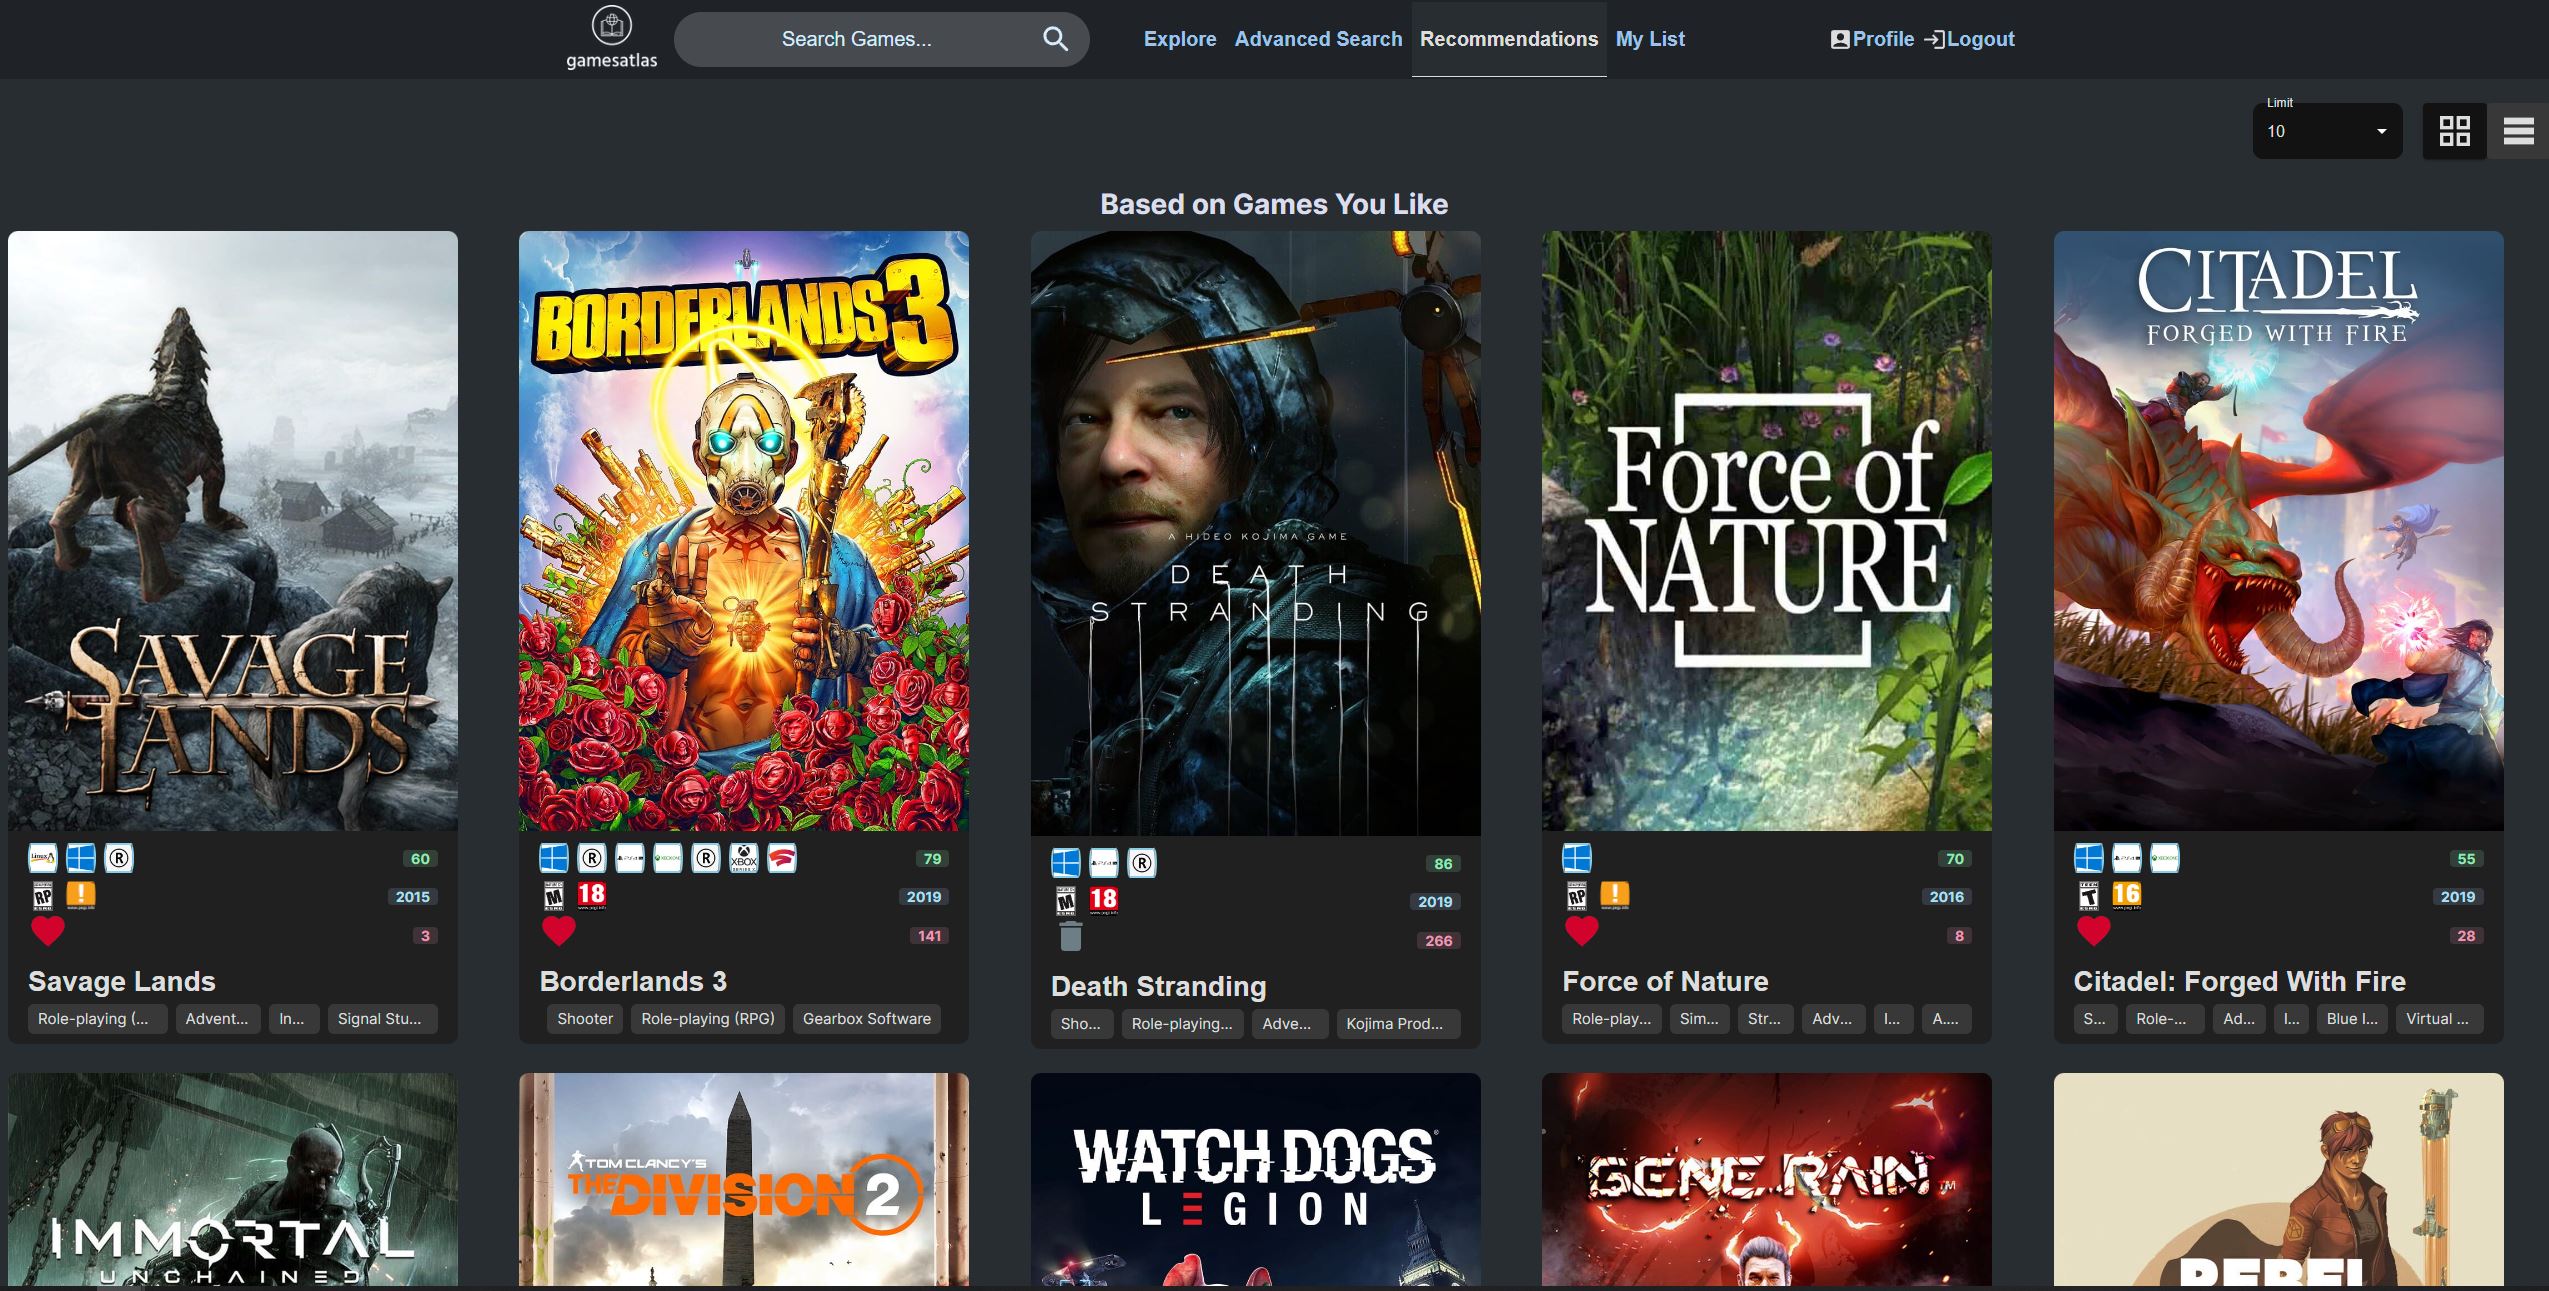 gamesatlas
Search Games...
Explore Advanced Search Recommendations My List
Profile Logout
Limit
10
Based on Games You Like
SAVAGE LANDS
BORDERLANDS 3
A HIDEO KOJIMA GAME
DEATH
STRANDING
Force of
NATURE
CITADEL
FORGED WITH FIRE
Linux
60
RP
2015
3
Savage Lands
Role-playing (... Advent... In... Signal Stu...
XBOX
79
M 18
2019
141
Borderlands 3
Shooter Role-playing (RPG) Gearbox Software
86
M 18
2019
266
Death Stranding
Sho... Role-playing... Adve... Kojima Prod...
70
RP
2016
8
Force of Nature
Role-play... Sim... Str... Adv... I... A....
55
T 16
2019
28
Citadel: Forged With Fire
S... Role-... Ad... I... Blue I... Virtual ...
IMMORTAL
UNCHAINED
TOM CLANCY'S
THE DIVISION 2
WATCH DOGS
LEGION
GENE RAIN
REBEL